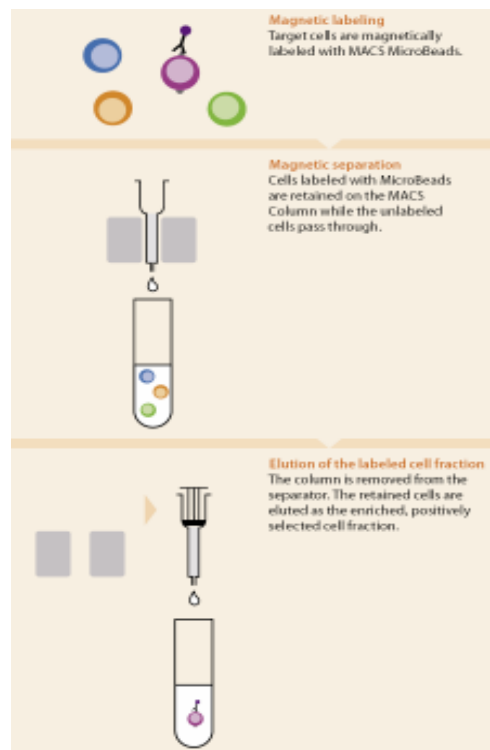 Magnetic labeling
Target cells are magnetically
labeled with MACS MicroBeads.
Magnetic separation
Cells labeled with MicroBeads
are retained on the MACS
Column while the unlabeled
cells pass through.
Elution of the labeled cell fraction
The column is removed from the
separator. The retained cells are
eluted as the enriched, positively
selected cell fraction.